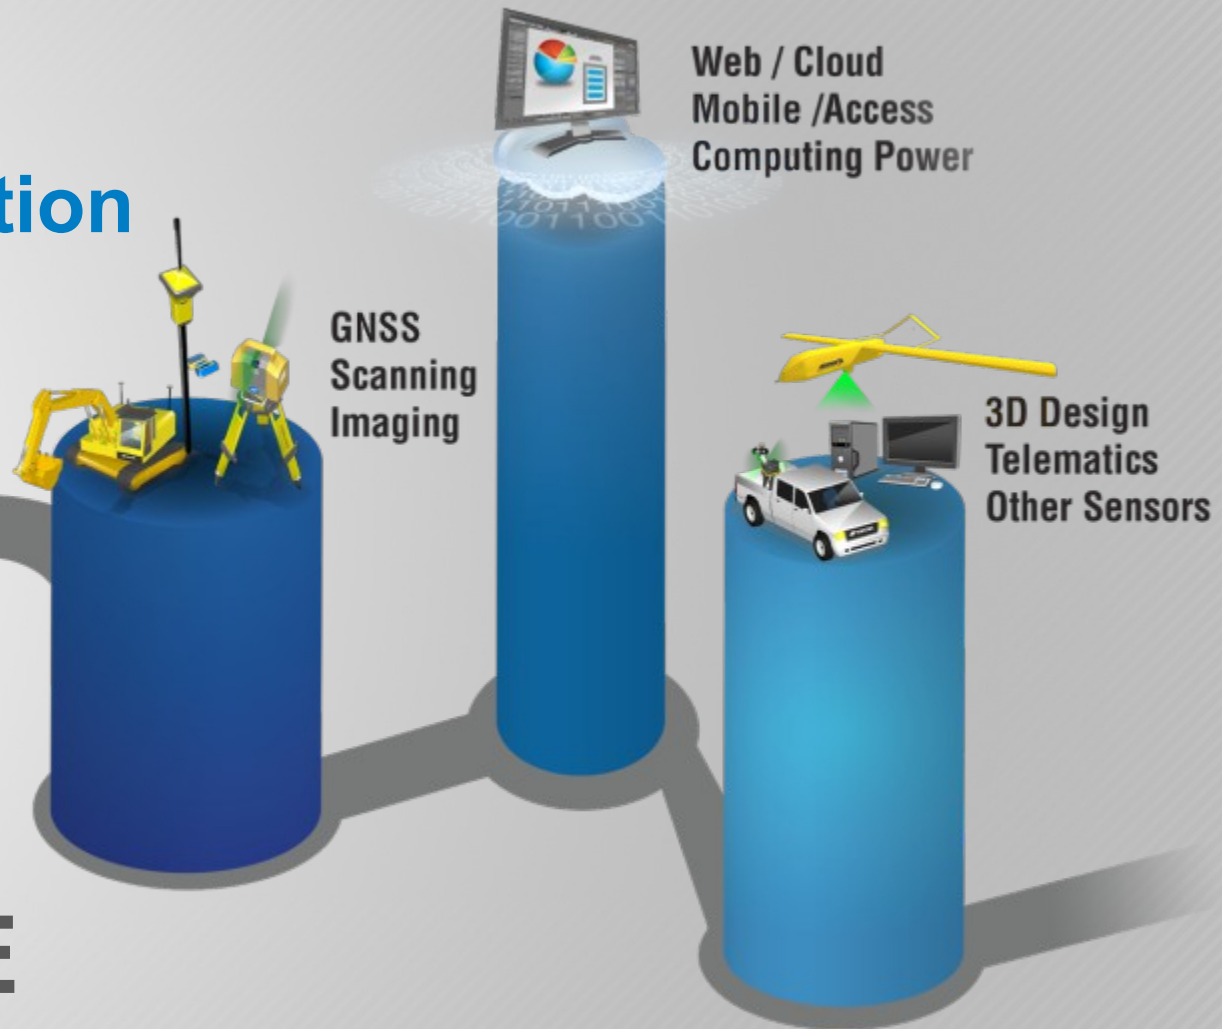 Web / Cloud
Mobile /Access
Computing Power
tion
GNSS
Scanning
Imaging
3D Design
Telematics
Other Sensors
E